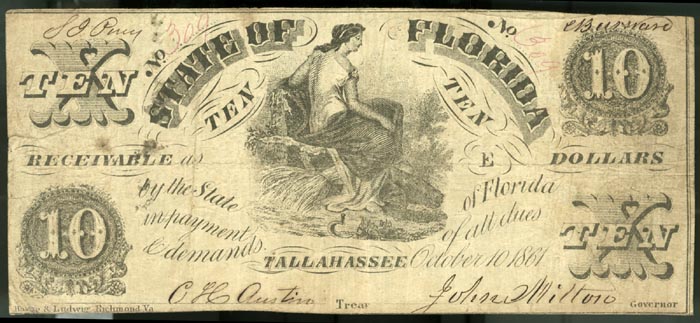 No 309
STATE OF FLORIDA
No
TEN
TEN
TEN
10
RECEIVABLE as
E
DOLLARS
by the State
of Florida
in payment
of all dues
& demands.
10
TEN
TALLAHASSEE October 10 1861
C H Austin Treas
John Milton Governor
Hoyer & Ludwig, Richmond, Va